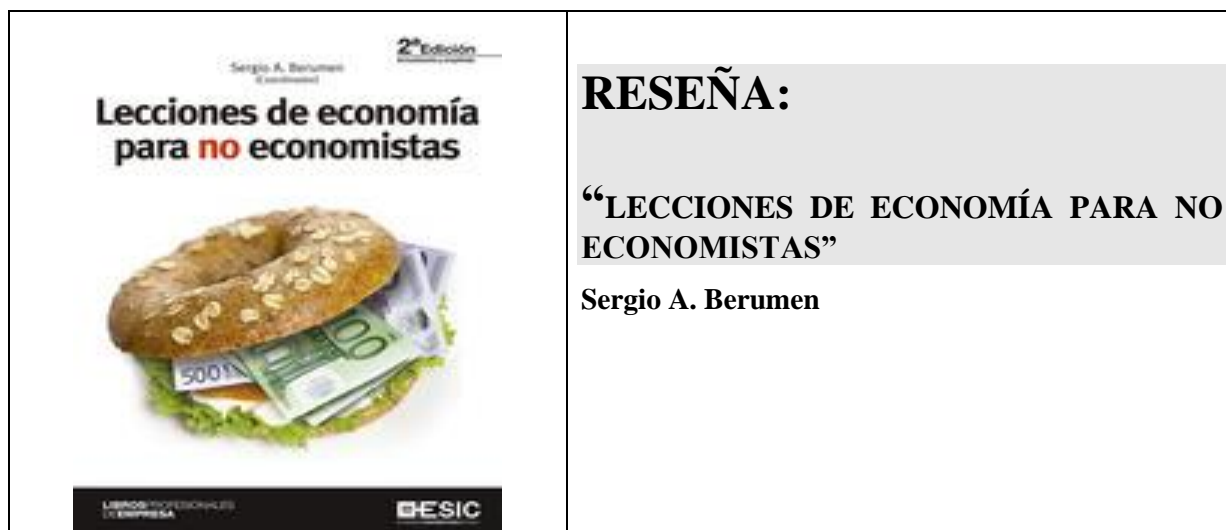 2ª Edición
Sergio A. Berumen
(Coordinador)
Lecciones de economía
para no economistas
500
100
LIBROS PROFESIONALES
DE EMPRESA
ESIC
RESEÑA:
“LECCIONES DE ECONOMÍA PARA NO
ECONOMISTAS”
Sergio A. Berumen